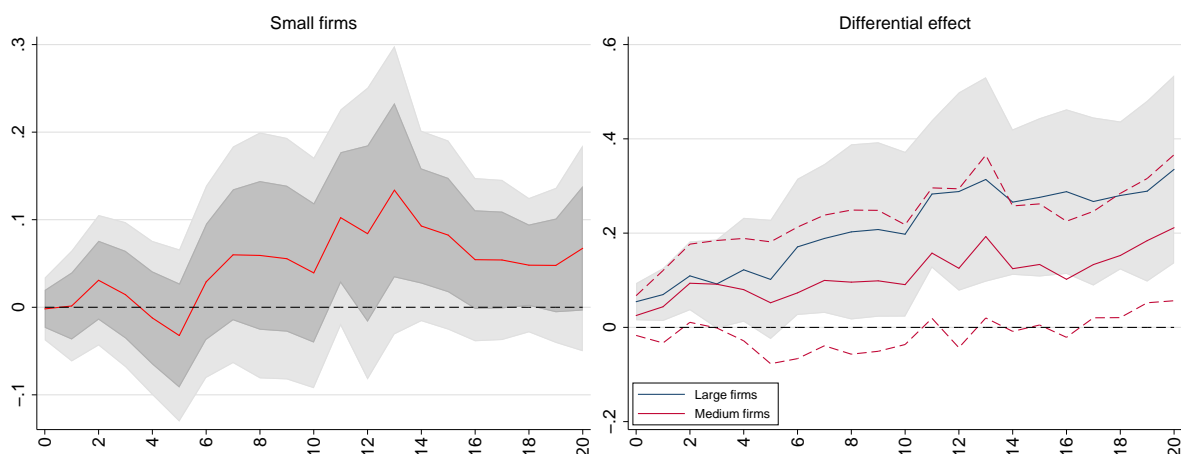 Small firms
.3
.2
.1
0
-.1
0 2 4 6 8 10 12 14 16 18 20
Differential effect
.6
.4
.2
0
-.2
Large firms
Medium firms
0 2 4 6 8 10 12 14 16 18 20